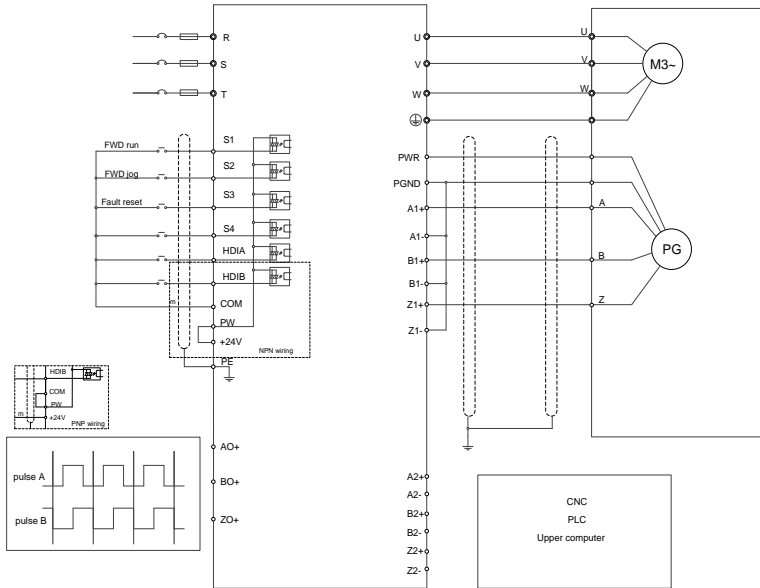 R
S
T
FWD run
FWD jog
Fault reset
S1
S2
S3
S4
HDIA
HDIB
COM
PW
+24V
PE
m
NPN wiring
HDIB
COM
PW
+24V
m
PNP wiring
pulse A
pulse B
AO+
BO+
ZO+
U
V
W
PWR
PGND
A1+
A1-
B1+
B1-
Z1+
Z1-
A2+
A2-
B2+
B2-
Z2+
Z2-
U
V
W
M3~
A
B
Z
PG
CNC
PLC
Upper computer